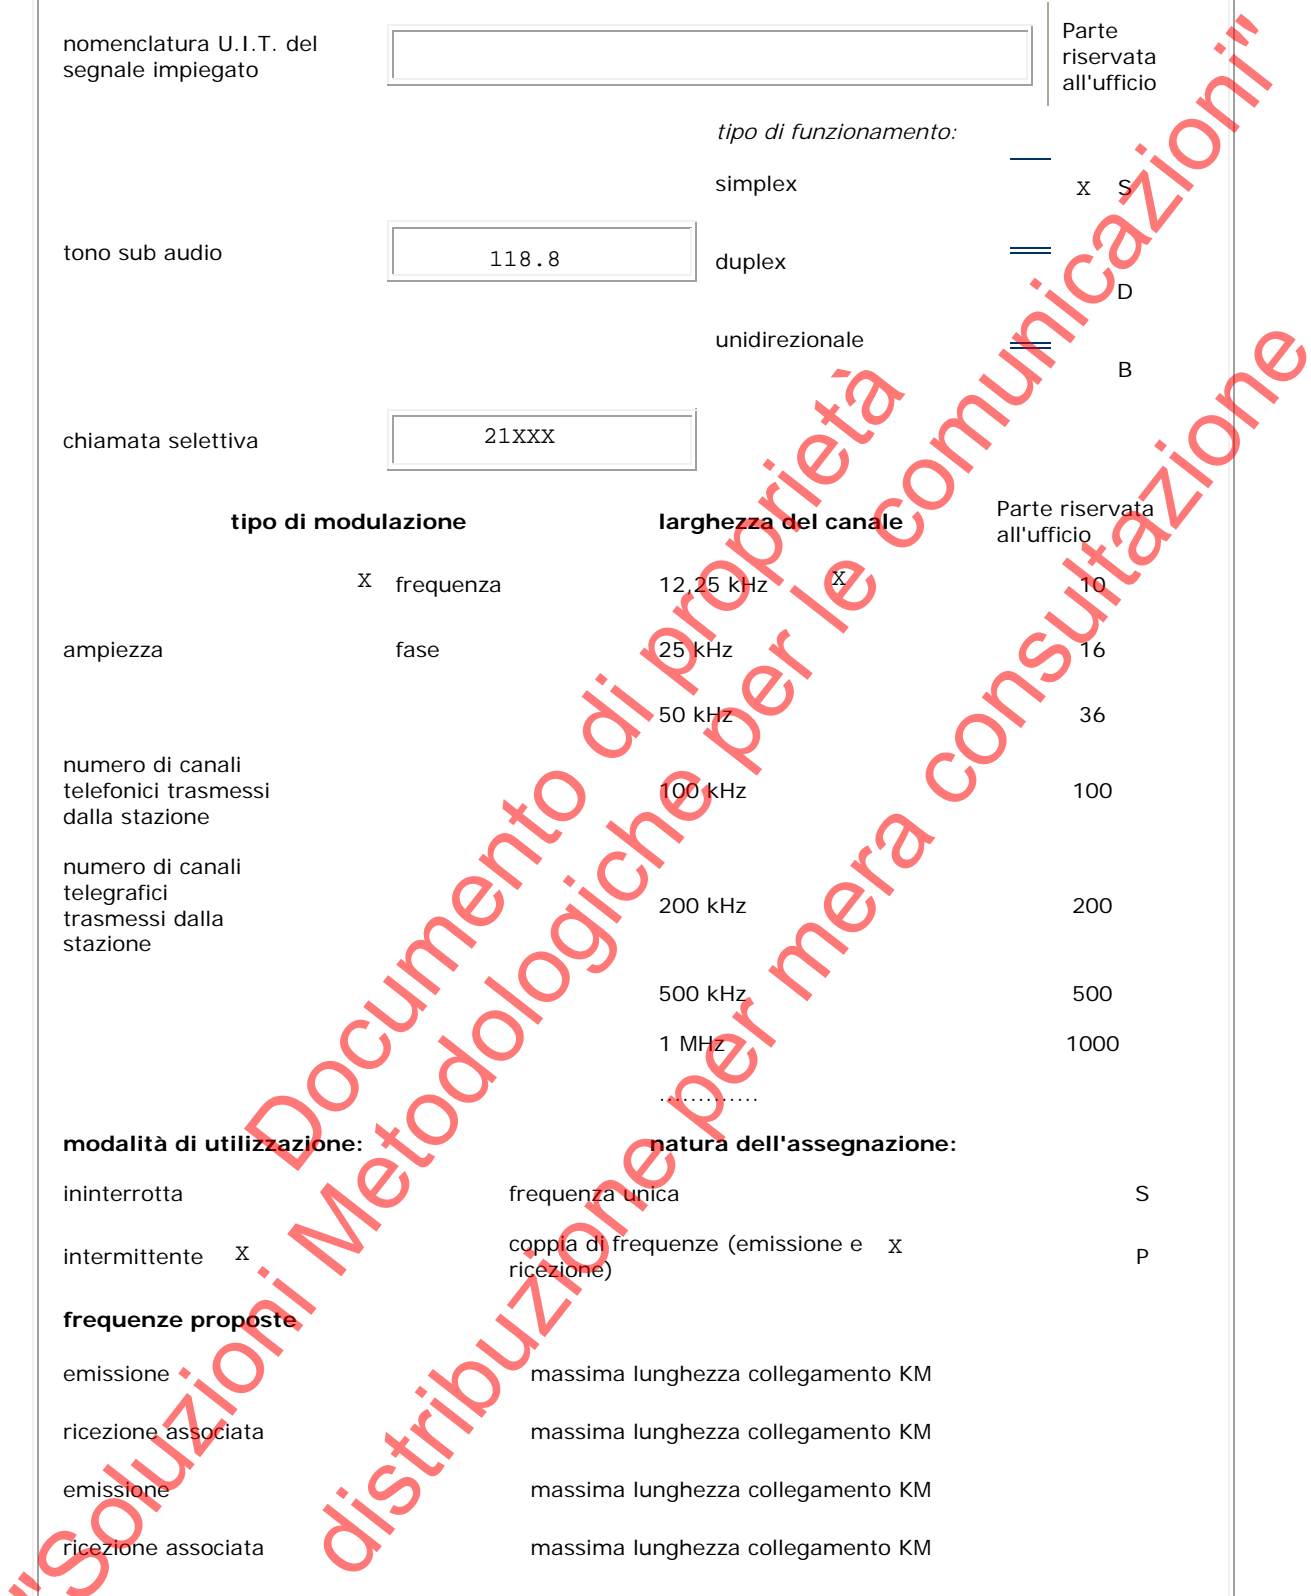 nomenclatura U.I.T. del
segnale impiegato
Parte
riservata
all'ufficio
tipo di funzionamento:
simplex X S
tono sub audio 118.8 duplex
D
unidirezionale
B
chiamata selettiva 21XXX
tipo di modulazione larghezza del canale Parte riservata
all'ufficio
X frequenza 12,25 kHz X 10
ampiezza fase 25 kHz 16
50 kHz 36
numero di canali
telefonici trasmessi
dalla stazione
100 kHz 100
numero di canali
telegrafici
trasmessi dalla
stazione
200 kHz 200
500 kHz 500
1 MHz 1000
.............
modalità di utilizzazione: natura dell'assegnazione:
ininterrotta frequenza unica S
intermittente X coppia di frequenze (emissione e
ricezione) X P
frequenze proposte
emissione massima lunghezza collegamento KM
ricezione associata massima lunghezza collegamento KM
emissione massima lunghezza collegamento KM
ricezione associata massima lunghezza collegamento KM
Documento di proprietà
"Soluzioni Metodologiche per le comunicazioni"
distribuzione per mera consultazione